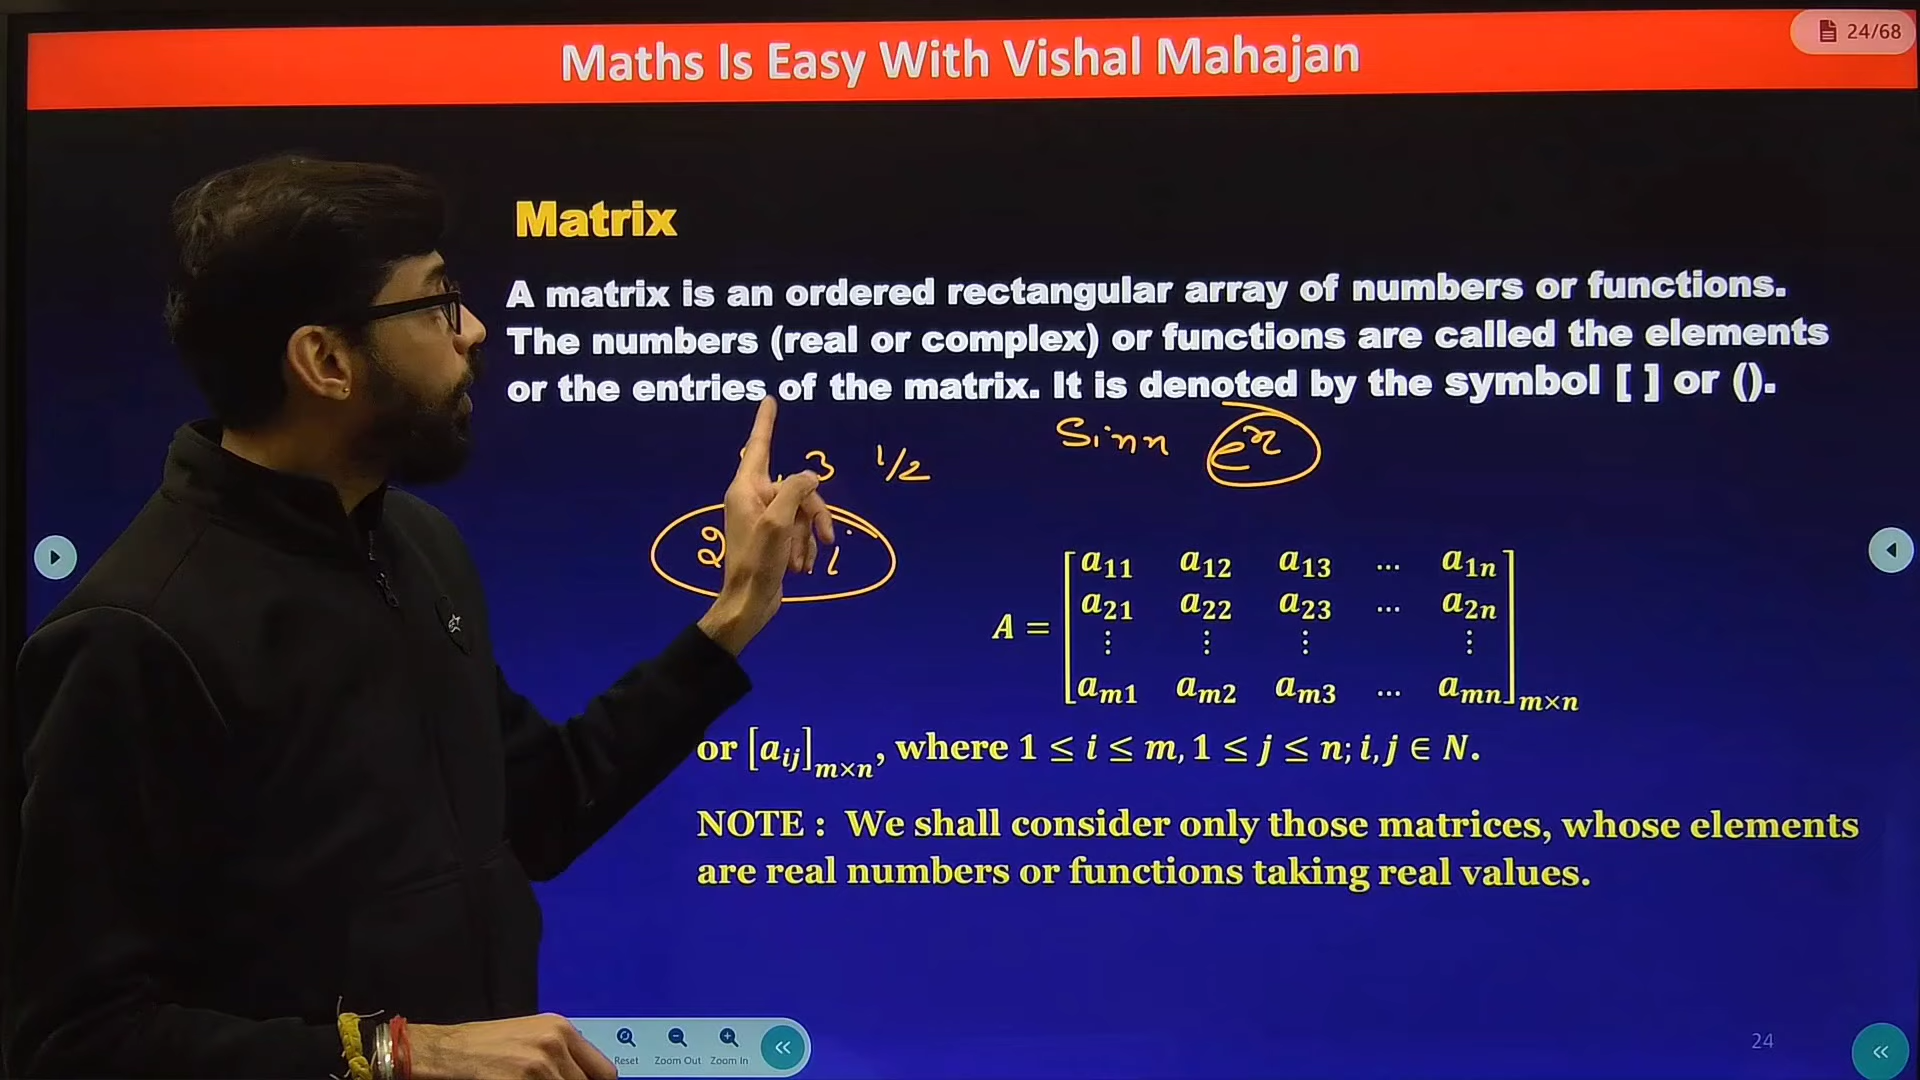 Maths Is Easy With Vishal Mahajan
24/68
Matrix
A matrix is an ordered rectangular array of numbers or functions.
The numbers (real or complex) or functions are called the elements
or the entries of the matrix. It is denoted by the symbol [ ] or ().
Sinx eˣ
3 1/2
2 i
A = [a₁₁ a₁₂ a₁₃ ... a₁ₙ
a₂₁ a₂₂ a₂₃ ... a₂ₙ
⋮ ⋮ ⋮ ⋮
aₘ₁ aₘ₂ aₘ₃ ... aₘₙ]ₘ×ₙ
or [aᵢⱼ]ₘ×ₙ, where 1 ≤ i ≤ m, 1 ≤ j ≤ n; i, j ∈ N.
NOTE : We shall consider only those matrices, whose elements
are real numbers or functions taking real values.
Reset Zoom Out Zoom In
24